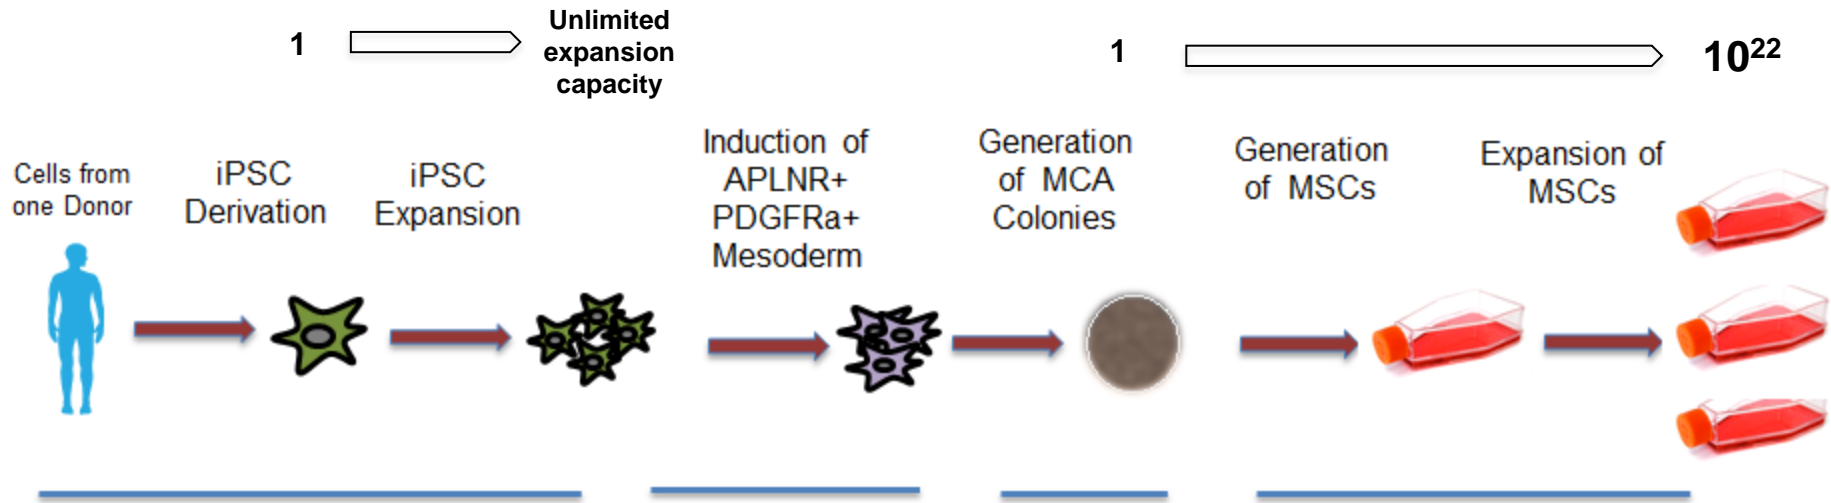 1
Unlimited
expansion
capacity
1
10²²
Cells from
one Donor
iPSC
Derivation
iPSC
Expansion
Induction of
APLNR+
PDGFRa+
Mesoderm
Generation
of MCA
Colonies
Generation
of MSCs
Expansion of
MSCs